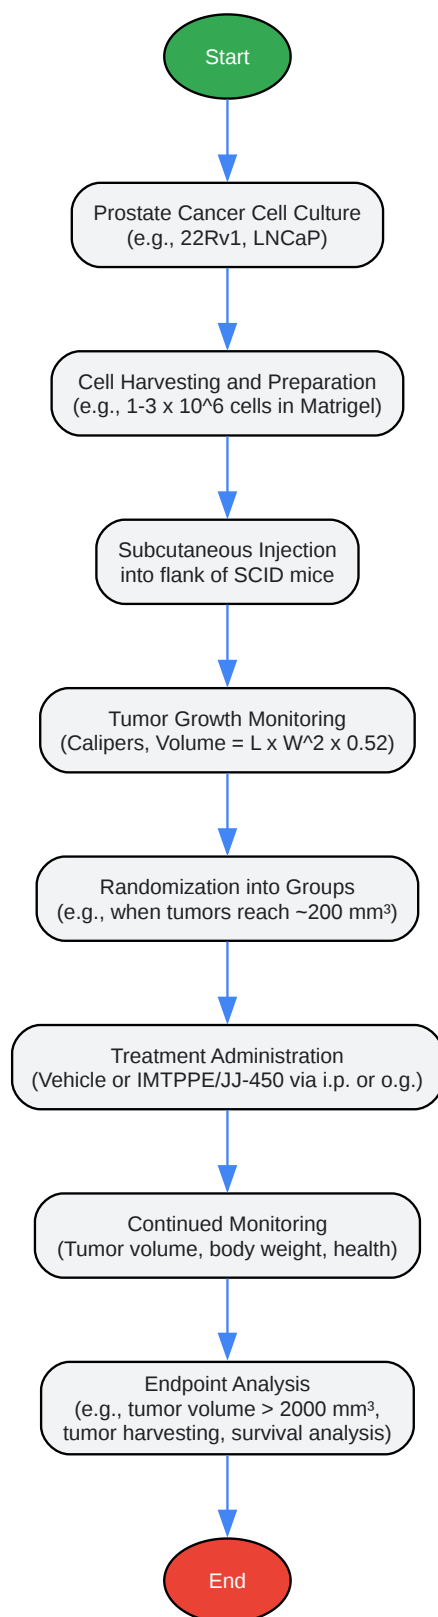 Start
Prostate Cancer Cell Culture
(e.g., 22Rv1, LNCaP)
Cell Harvesting and Preparation
(e.g., 1-3 x 10^6 cells in Matrigel)
Subcutaneous Injection
into flank of SCID mice
Tumor Growth Monitoring
(Calipers, Volume = L x W^2 x 0.52)
Randomization into Groups
(e.g., when tumors reach ~200 mm³)
Treatment Administration
(Vehicle or IMTPPE/JJ-450 via i.p. or o.g.)
Continued Monitoring
(Tumor volume, body weight, health)
Endpoint Analysis
(e.g., tumor volume > 2000 mm³,
tumor harvesting, survival analysis)
End